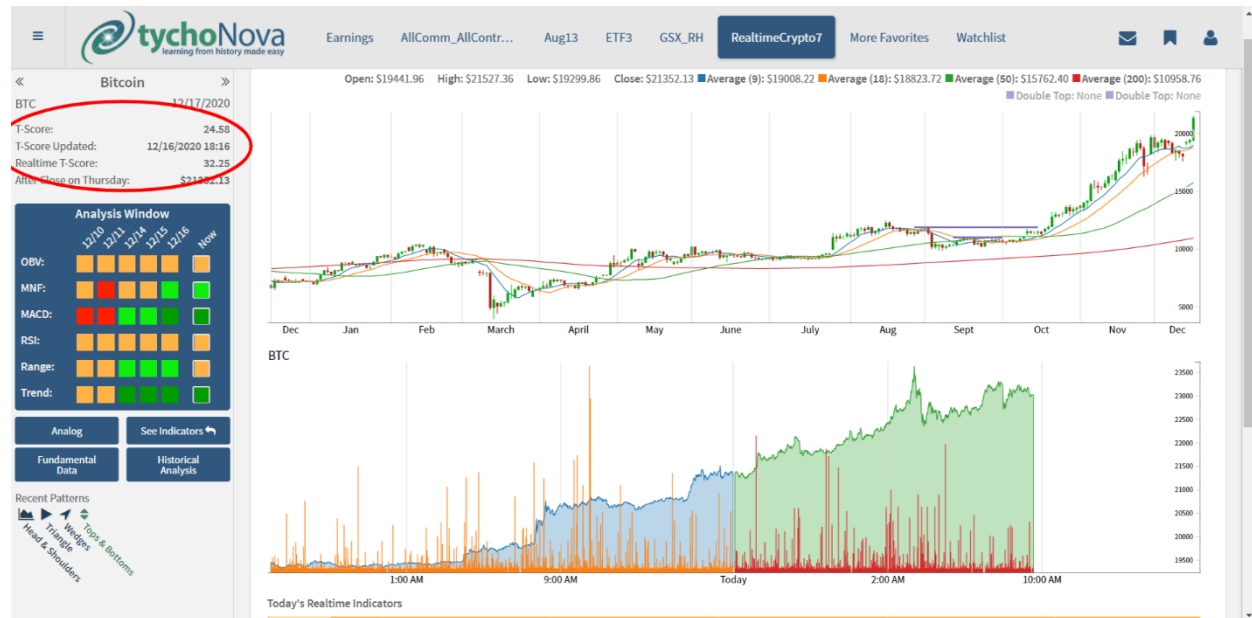 ≡ tychoNova Earnings AllComm_AllContr... Aug13 ETF3 GSX_RH RealtimeCrypto7 More Favorites Watchlist
learning from history made easy
« Bitcoin »
BTC 12/17/2020
T-Score: 24.58
T-Score Updated: 12/16/2020 18:16
Realtime T-Score: 32.25
After Close on Thursday: $21352.13
Analysis Window
12/10 12/11 12/14 12/15 12/16 Now
OBV:
MNF:
MACD:
RSI:
Range:
Trend:
Analog See Indicators
Fundamental Data Historical Analysis
Recent Patterns
Head & Shoulders Triangle Wedges Tops & Bottoms
Open: $19441.96 High: $21527.36 Low: $19299.86 Close: $21352.13 Average (9): $19008.22 Average (18): $18823.72 Average (50): $15762.40 Average (200): $10958.76
Double Top: None Double Top: None
20000
15000
10000
5000
Dec Jan Feb March April May June July Aug Sept Oct Nov Dec
BTC
23500
23000
22500
22000
21500
21000
20500
20000
19500
1:00 AM 9:00 AM Today 2:00 AM 10:00 AM
Today's Realtime Indicators